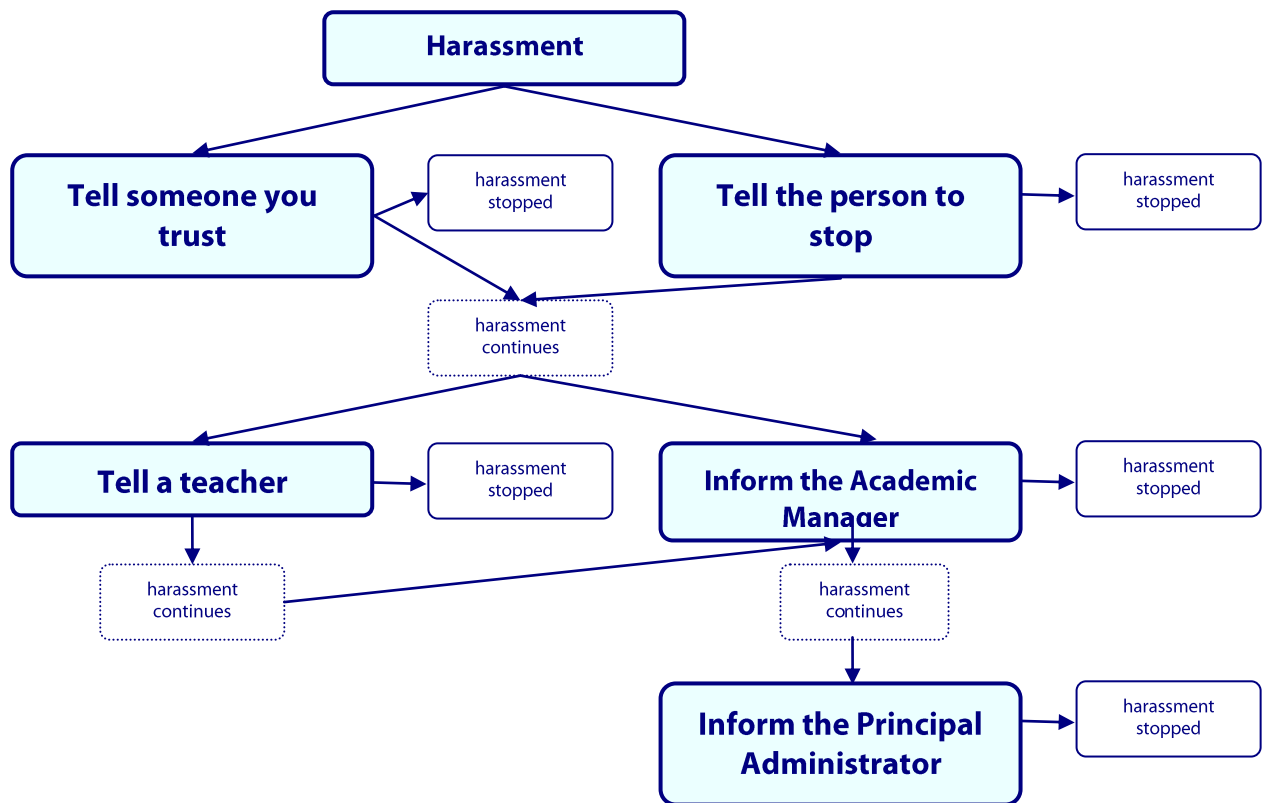 Harassment
Tell someone you
trust
harassment
stopped
Tell the person to
stop
harassment
stopped
harassment
continues
Tell a teacher
harassment
stopped
Inform the Academic
Manager
harassment
stopped
harassment
continues
harassment
continues
Inform the Principal
Administrator
harassment
stopped